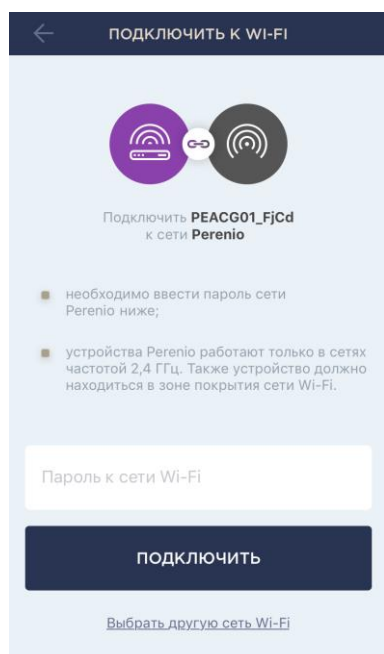 ПОДКЛЮЧИТЬ К WI-FI
Подключить PEACG01_FjCd
к сети Perenio
необходимо ввести пароль сети
Perenio ниже;
устройства Perenio работают только в сетях
частотой 2,4 ГГц. Также устройство должно
находиться в зоне покрытия сети Wi-Fi.
Пароль к сети Wi-Fi
ПОДКЛЮЧИТЬ
Выбрать другую сеть Wi-Fi